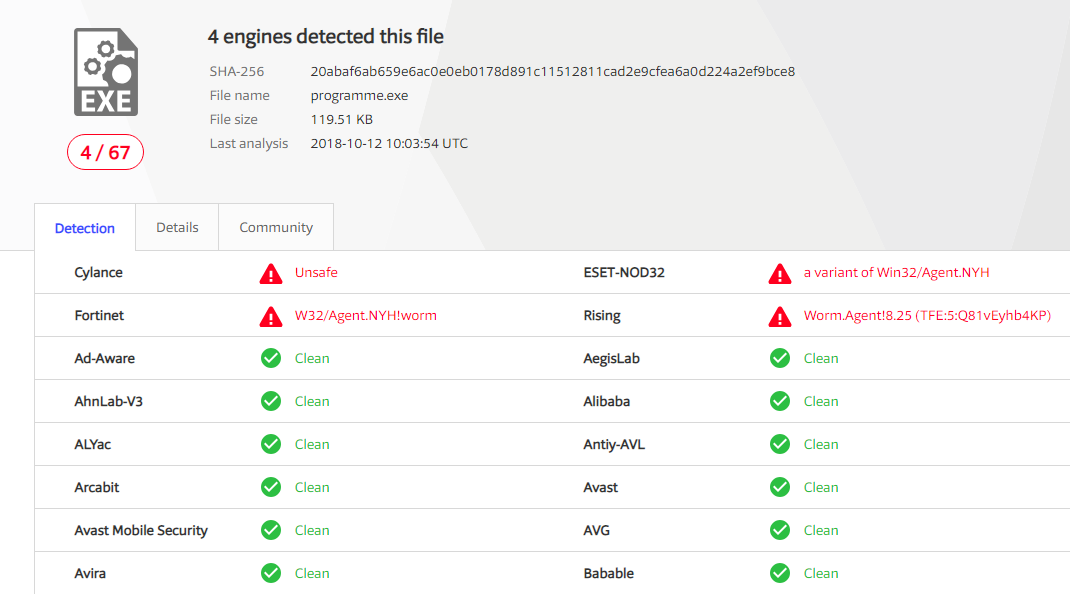 4 engines detected this file
SHA-256 20abaf6ab659e6ac0e0eb0178d891c11512811cad2e9cfea6a0d224a2ef9bce8
File name programme.exe
File size 119.51 KB
Last analysis 2018-10-12 10:03:54 UTC
EXE
4 / 67
Detection Details Community
Cylance Unsafe ESET-NOD32 a variant of Win32/Agent.NYH
Fortinet W32/Agent.NYH!worm Rising Worm.Agent!8.25 (TFE:5:Q81vEyhb4KP)
Ad-Aware Clean AegisLab Clean
AhnLab-V3 Clean Alibaba Clean
ALYac Clean Antiy-AVL Clean
Arcabit Clean Avast Clean
Avast Mobile Security Clean AVG Clean
Avira Clean Babable Clean